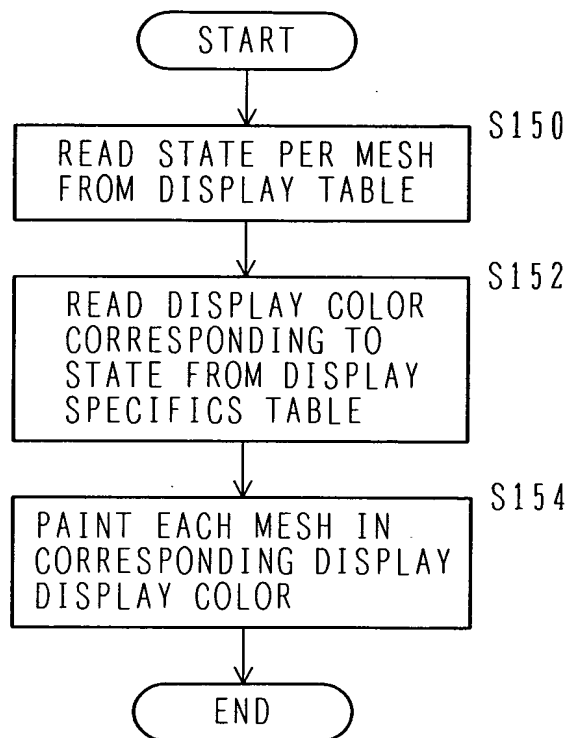 START
S150
READ STATE PER MESH
FROM DISPLAY TABLE
S152
READ DISPLAY COLOR
CORRESPONDING TO
STATE FROM DISPLAY
SPECIFICS TABLE
S154
PAINT EACH MESH IN
CORRESPONDING DISPLAY
DISPLAY COLOR
END